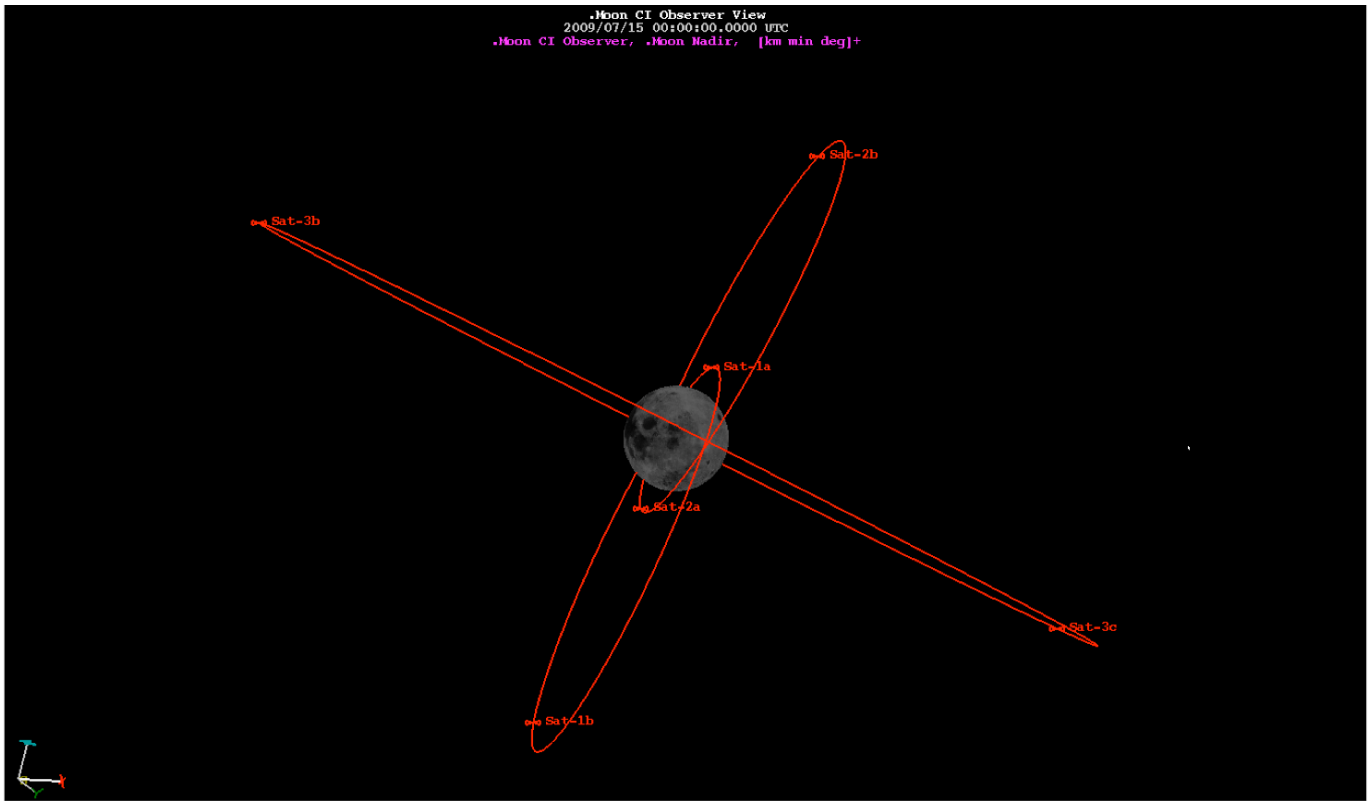 .Moon CI Observer View
2009/07/15 00:00:00.0000 UTC
.Moon CI Observer, .Moon Nadir, [km min deg]+
Sat-2b
Sat-3b
Sat-1a
Sat-2a
Sat-3c
Sat-1b
X
Y